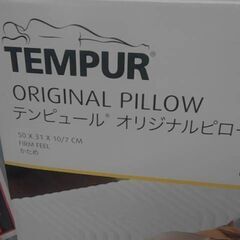 TEMPUR®
ORIGINAL PILLOW
テンピュール® オリジナルピロー
50 X 31 X 10/7 CM
FIRM FEEL
かため